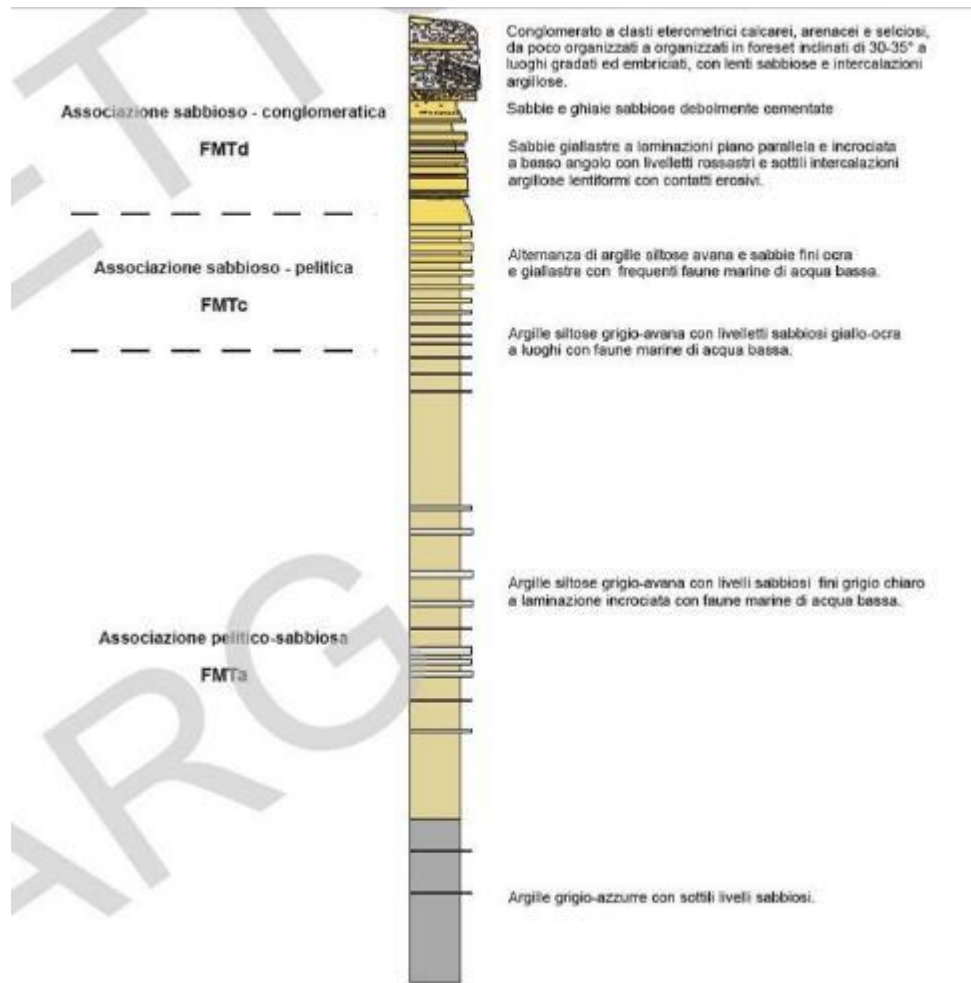 Conglomerato a clasti eterometrici calcarei, arenacei e selciosi,
da poco organizzati a organizzati in foreset inclinati di 30-35° a
luoghi gradati ed embriciati, con lenti sabbiose e intercalazioni
argillose.
Associazione sabbioso - conglomeratica
FMTd
Sabbie e ghiaie sabbiose debolmente cementate
Sabbie giallastre a laminazioni piano parallela e incrociata
a basso angolo con livelletti rossastri e sottili intercalazioni
argillose lentiformi con contatti erosivi.
Associazione sabbioso - pelitica
FMTc
Alternanza di argille siltose avana e sabbie fini ocra
e giallastre con frequenti faune marine di acqua bassa.
Argille siltose grigio-avana con livelletti sabbiosi giallo-ocra
a luoghi con faune marine di acqua bassa.
Argille siltose grigio-avana con livelli sabbiosi fini grigio chiaro
a laminazione incrociata con faune marine di acqua bassa.
Associazione pelitico-sabbiosa
FMTa
Argille grigio-azzurre con sottili livelli sabbiosi.
ETT
ARG